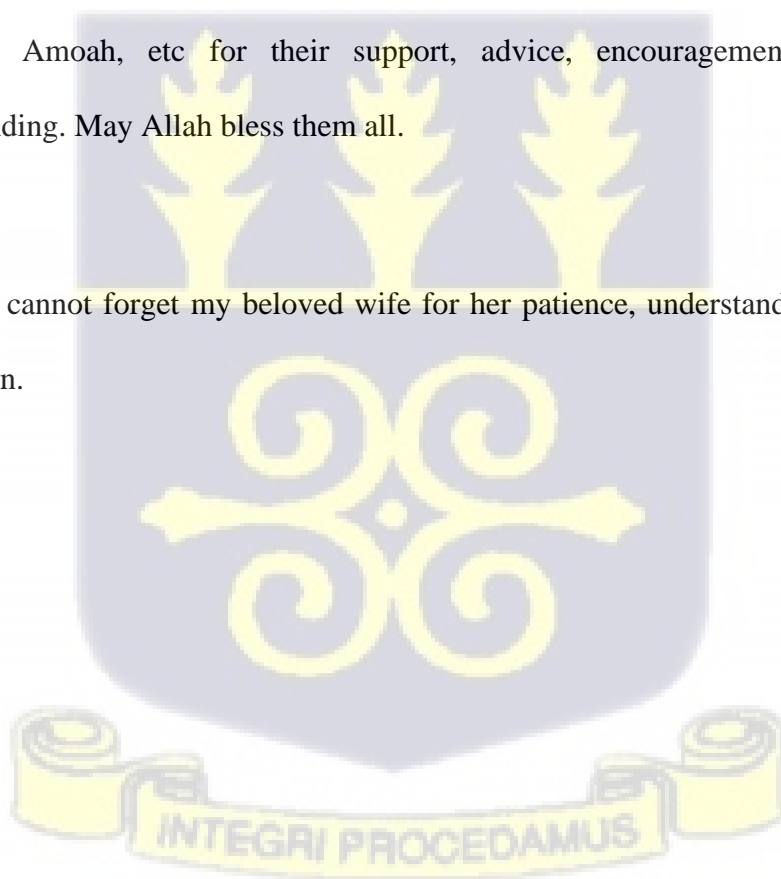 Amoah, etc for their support, advice, encouragemen
ding. May Allah bless them all.
cannot forget my beloved wife for her patience, understand
n.
INTEGRI PROCEDAMUS